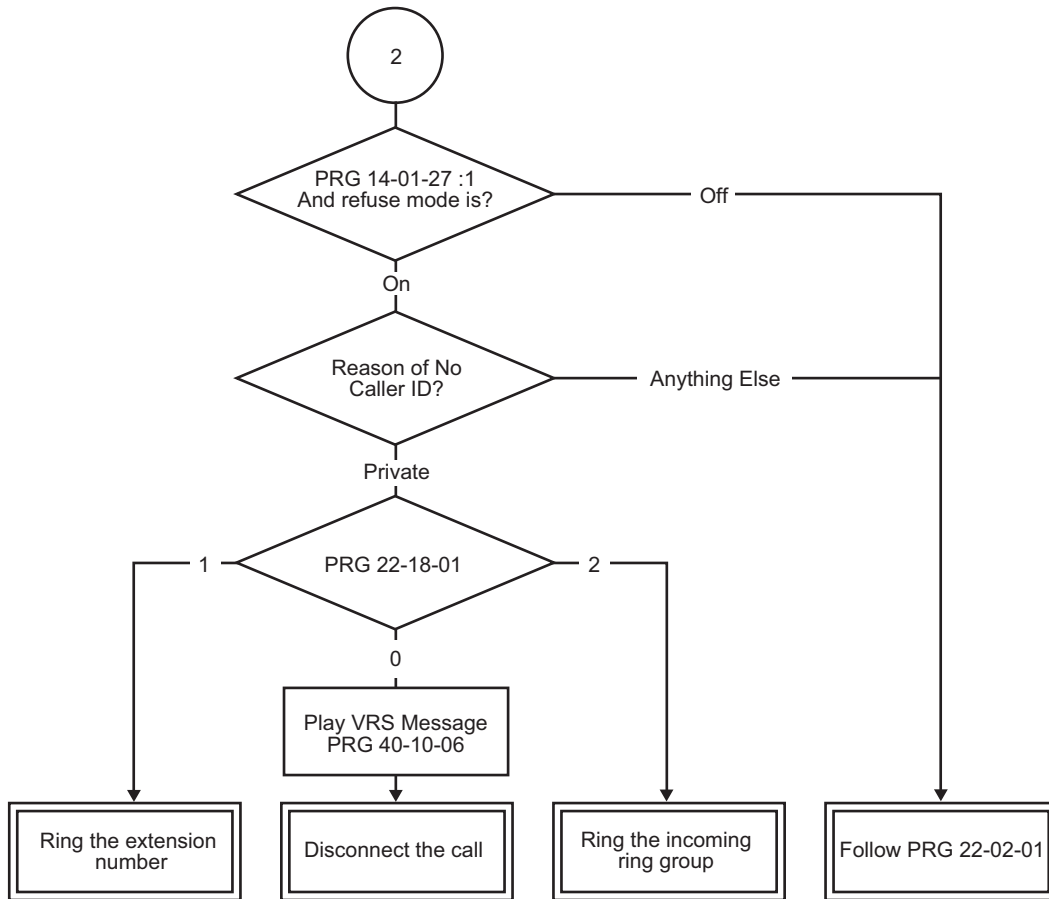 2
PRG 14-01-27 :1
And refuse mode is?
Off
On
Reason of No
Caller ID?
Anything Else
Private
1
PRG 22-18-01
2
0
Play VRS Message
PRG 40-10-06
Ring the extension
number
Disconnect the call
Ring the incoming
ring group
Follow PRG 22-02-01